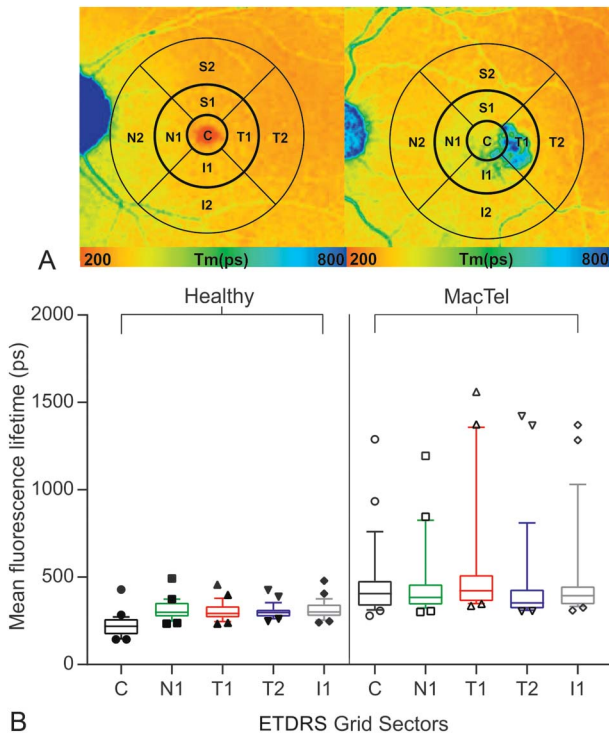 S2
S1
N2 N1 C T1 T2
I1
I2
S2
S1
N2 N1 C T1 T2
I1
I2
A
200 Tm(ps) 800
200 Tm(ps) 800
Healthy MacTel
2000
1500
1000
500
0
Mean fluorescence lifetime (ps)
C N1 T1 T2 I1 C N1 T1 T2 I1
B
ETDRS Grid Sectors